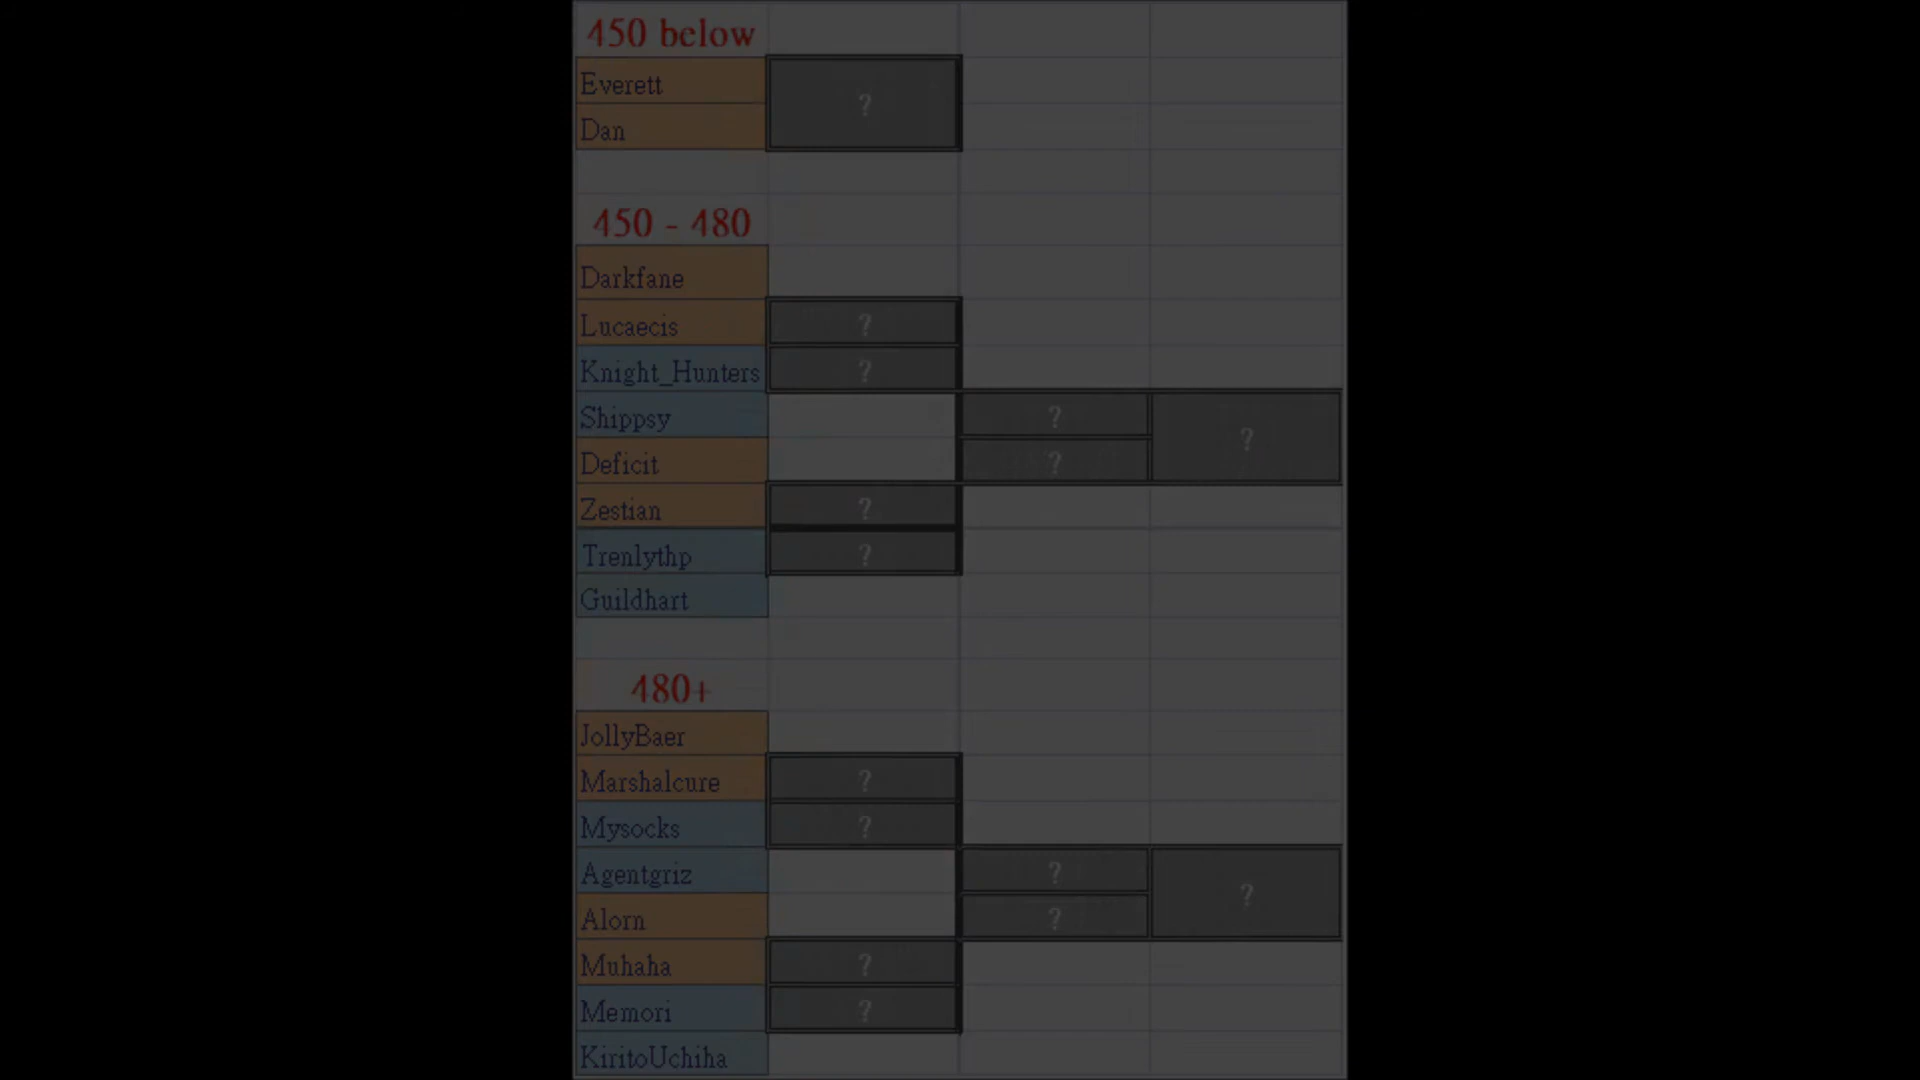 450 below
Everett
?
Dan
450 - 480
Darkfane
Lucaecis
?
Knight_Hunters
?
Shippsy
?
?
Deficit
?
Zestian
?
Trenlythp
?
Guildhart
480+
JollyBaer
Marshalcure
?
Mysocks
?
Agentgriz
?
?
Alorn
?
Muhaha
?
Memori
?
KiritoUchiha